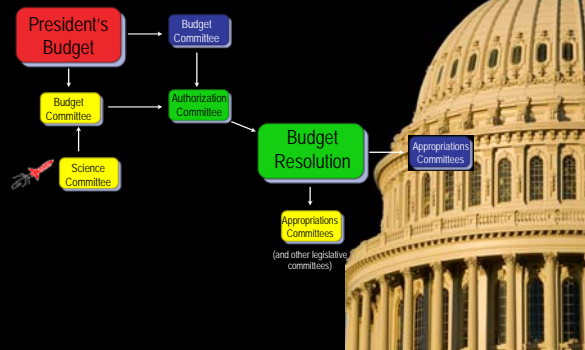 President's
Budget
Budget
Committee
Budget
Committee
Authorization
Committee
Science
Committee
Budget
Resolution
Appropriations
Committees
Appropriations
Committees
(and other legislative
committees)